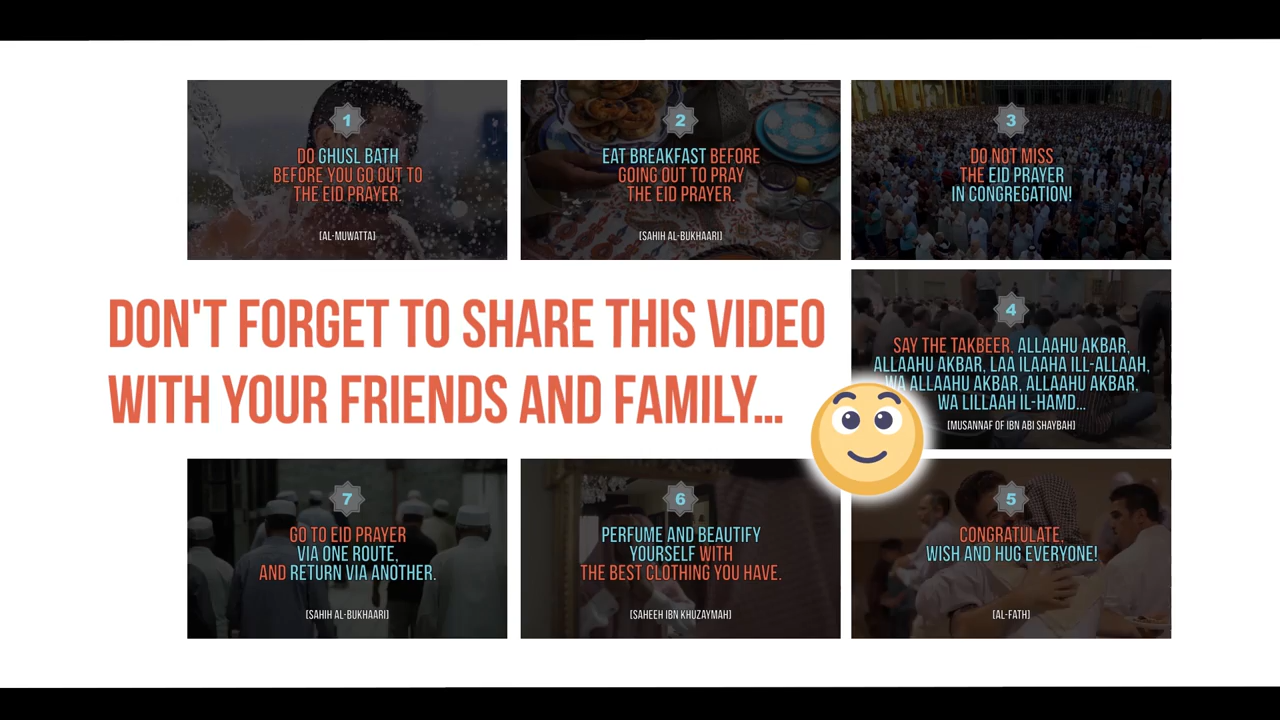 1
DO GHUSL BATH
BEFORE YOU GO OUT TO
THE EID PRAYER.
[AL-MUWATTA]
2
EAT BREAKFAST BEFORE
GOING OUT TO PRAY
THE EID PRAYER.
[SAHIH AL-BUKHAARI]
3
DO NOT MISS
THE EID PRAYER
IN CONGREGATION!
DON'T FORGET TO SHARE THIS VIDEO
WITH YOUR FRIENDS AND FAMILY...
4
SAY THE TAKBEER, ALLAAHU AKBAR,
ALLAAHU AKBAR, LAA ILAAHA ILL-ALLAAH,
WA ALLAAHU AKBAR, ALLAAHU AKBAR,
WA LILLAAH IL-HAMD...
[MUSANNAF OF IBN ABI SHAYBAH]
7
GO TO EID PRAYER
VIA ONE ROUTE,
AND RETURN VIA ANOTHER.
[SAHIH AL-BUKHAARI]
6
PERFUME AND BEAUTIFY
YOURSELF WITH
THE BEST CLOTHING YOU HAVE.
[SAHEEH IBN KHUZAYMAH]
5
CONGRATULATE,
WISH AND HUG EVERYONE!
[AL-FATH]